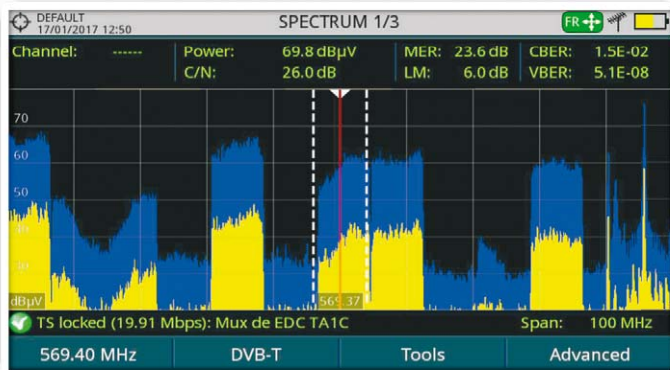 DEFAULT
17/01/2017 12:50
SPECTRUM 1/3
FR
Channel: ------ Power: 69.8 dBµV MER: 23.6 dB CBER: 1.5E-02
C/N: 26.0 dB LM: 6.0 dB VBER: 5.1E-08
70
60
50
40
30
dBµV
569.37
TS locked (19.91 Mbps): Mux de EDC TA1C Span: 100 MHz
569.40 MHz DVB-T Tools Advanced